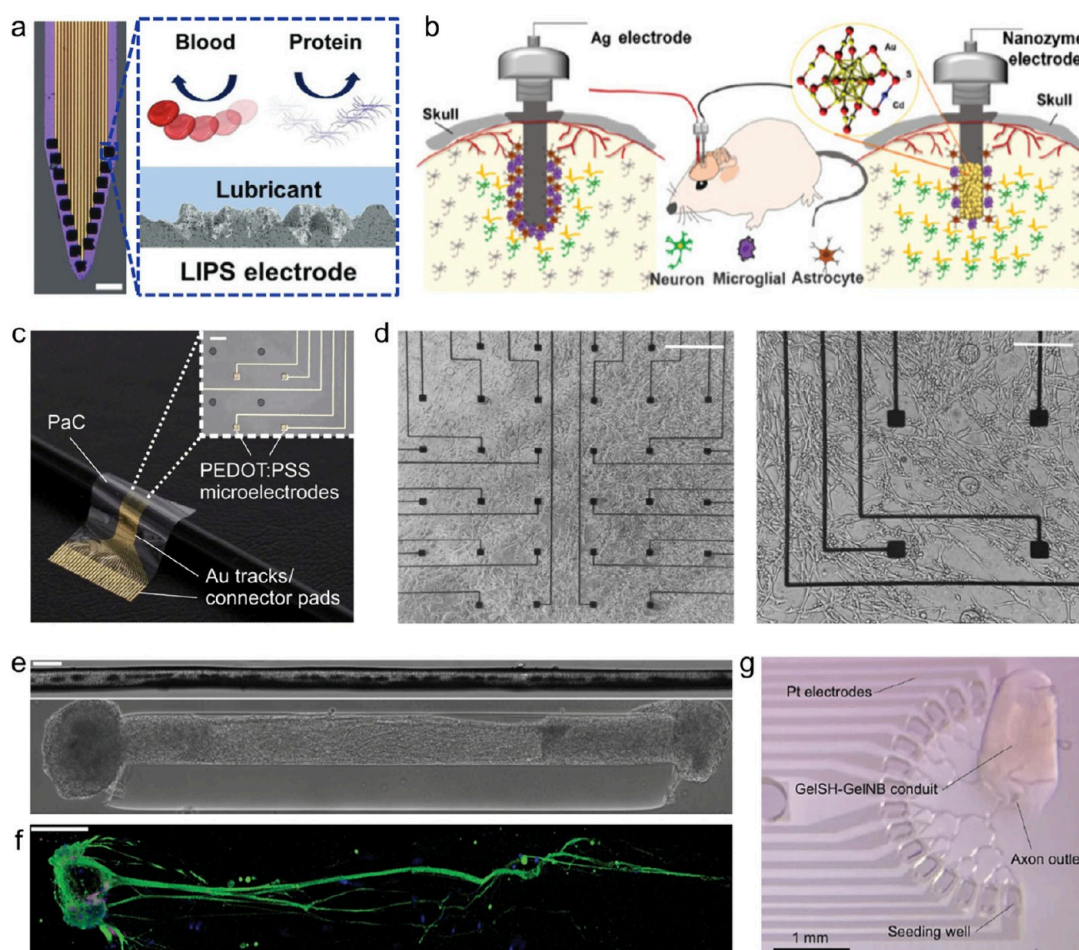 a
Blood
Protein
Lubricant
LIPS electrode
b
Ag electrode
Nanozyme
electrode
Au
S
Cd
Skull
Skull
Neuron
Microglial
Astrocyte
c
PaC
PEDOT:PSS
microelectrodes
Au tracks/
connector pads
d
e
f
g
Pt electrodes
GelSH-GelNB conduit
Axon outlet
Seeding well
1 mm